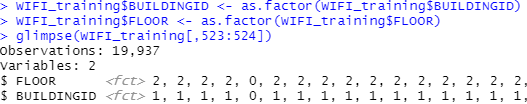 > WIFI_training$BUILDINGID <- as.factor(WIFI_training$BUILDINGID)
> WIFI_training$FLOOR <- as.factor(WIFI_training$FLOOR)
> glimpse(WIFI_training[,523:524])
Observations: 19,937
Variables: 2
$ FLOOR      <fct> 2, 2, 2, 2, 0, 2, 2, 2, 2, 2, 2, 2, 2, 2, 2,
$ BUILDINGID <fct> 1, 1, 1, 1, 0, 1, 1, 1, 1, 1, 1, 1, 1, 1, 1,